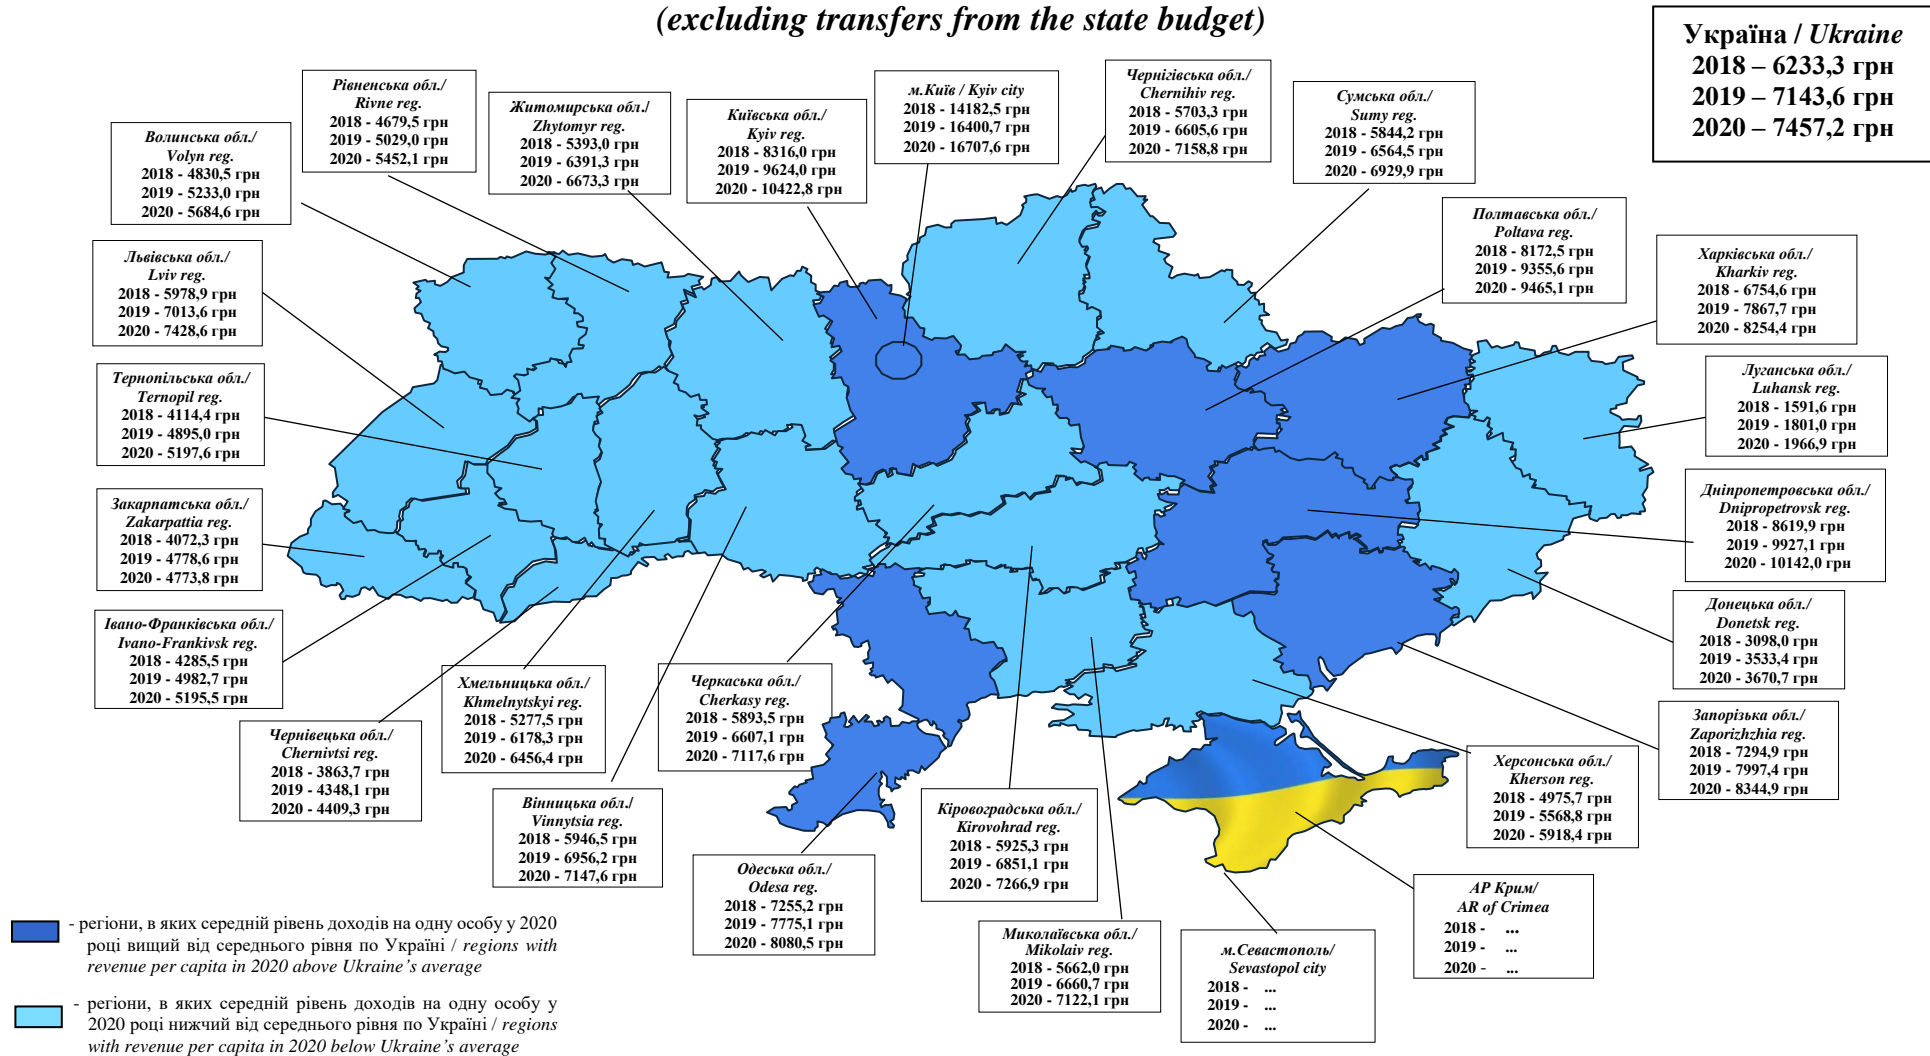 (excluding transfers from the state budget)
Україна / Ukraine
2018 – 6233,3 грн
2019 – 7143,6 грн
2020 – 7457,2 грн
Рівненська обл./
Rivne reg.
2018 - 4679,5 грн
2019 - 5029,0 грн
2020 - 5452,1 грн
Житомирська обл./
Zhytomyr reg.
2018 - 5393,0 грн
2019 - 6391,3 грн
2020 - 6673,3 грн
Київська обл./
Kyiv reg.
2018 - 8316,0 грн
2019 - 9624,0 грн
2020 - 10422,8 грн
м.Київ / Kyiv city
2018 - 14182,5 грн
2019 - 16400,7 грн
2020 - 16707,6 грн
Чернігівська обл./
Chernihiv reg.
2018 - 5703,3 грн
2019 - 6605,6 грн
2020 - 7158,8 грн
Сумська обл./
Sumy reg.
2018 - 5844,2 грн
2019 - 6564,5 грн
2020 - 6929,9 грн
Волинська обл./
Volyn reg.
2018 - 4830,5 грн
2019 - 5233,0 грн
2020 - 5684,6 грн
Полтавська обл./
Poltava reg.
2018 - 8172,5 грн
2019 - 9355,6 грн
2020 - 9465,1 грн
Харківська обл./
Kharkiv reg.
2018 - 6754,6 грн
2019 - 7867,7 грн
2020 - 8254,4 грн
Львівська обл./
Lviv reg.
2018 - 5978,9 грн
2019 - 7013,6 грн
2020 - 7428,6 грн
Луганська обл./
Luhansk reg.
2018 - 1591,6 грн
2019 - 1801,0 грн
2020 - 1966,9 грн
Тернопільська обл./
Ternopil reg.
2018 - 4114,4 грн
2019 - 4895,0 грн
2020 - 5197,6 грн
Дніпропетровська обл./
Dnipropetrovsk reg.
2018 - 8619,9 грн
2019 - 9927,1 грн
2020 - 10142,0 грн
Закарпатська обл./
Zakarpattia reg.
2018 - 4072,3 грн
2019 - 4778,6 грн
2020 - 4773,8 грн
Донецька обл./
Donetsk reg.
2018 - 3098,0 грн
2019 - 3533,4 грн
2020 - 3670,7 грн
Івано-Франківська обл./
Ivano-Frankivsk reg.
2018 - 4285,5 грн
2019 - 4982,7 грн
2020 - 5195,5 грн
Хмельницька обл./
Khmelnytskyi reg.
2018 - 5277,5 грн
2019 - 6178,3 грн
2020 - 6456,4 грн
Черкаська обл./
Cherkasy reg.
2018 - 5893,5 грн
2019 - 6607,1 грн
2020 - 7117,6 грн
Запорізька обл./
Zaporizhzhia reg.
2018 - 7294,9 грн
2019 - 7997,4 грн
2020 - 8344,9 грн
Чернівецька обл./
Chernivtsi reg.
2018 - 3863,7 грн
2019 - 4348,1 грн
2020 - 4409,3 грн
Херсонська обл./
Kherson reg.
2018 - 4975,7 грн
2019 - 5568,8 грн
2020 - 5918,4 грн
Вінницька обл./
Vinnytsia reg.
2018 - 5946,5 грн
2019 - 6956,2 грн
2020 - 7147,6 грн
Кіровоградська обл./
Kirovohrad reg.
2018 - 5925,3 грн
2019 - 6851,1 грн
2020 - 7266,9 грн
Одеська обл./
Odesa reg.
2018 - 7255,2 грн
2019 - 7775,1 грн
2020 - 8080,5 грн
АР Крим/
AR of Crimea
2018 - ...
2019 - ...
2020 - ...
Миколаївська обл./
Mikolaiv reg.
2018 - 5662,0 грн
2019 - 6660,7 грн
2020 - 7122,1 грн
м.Севастополь/
Sevastopol city
2018 - ...
2019 - ...
2020 - ...
- регіони, в яких середній рівень доходів на одну особу у 2020
році вищий від середнього рівня по Україні / regions with
revenue per capita in 2020 above Ukraine’s average
- регіони, в яких середній рівень доходів на одну особу у
2020 році нижчий від середнього рівня по Україні / regions
with revenue per capita in 2020 below Ukraine’s average